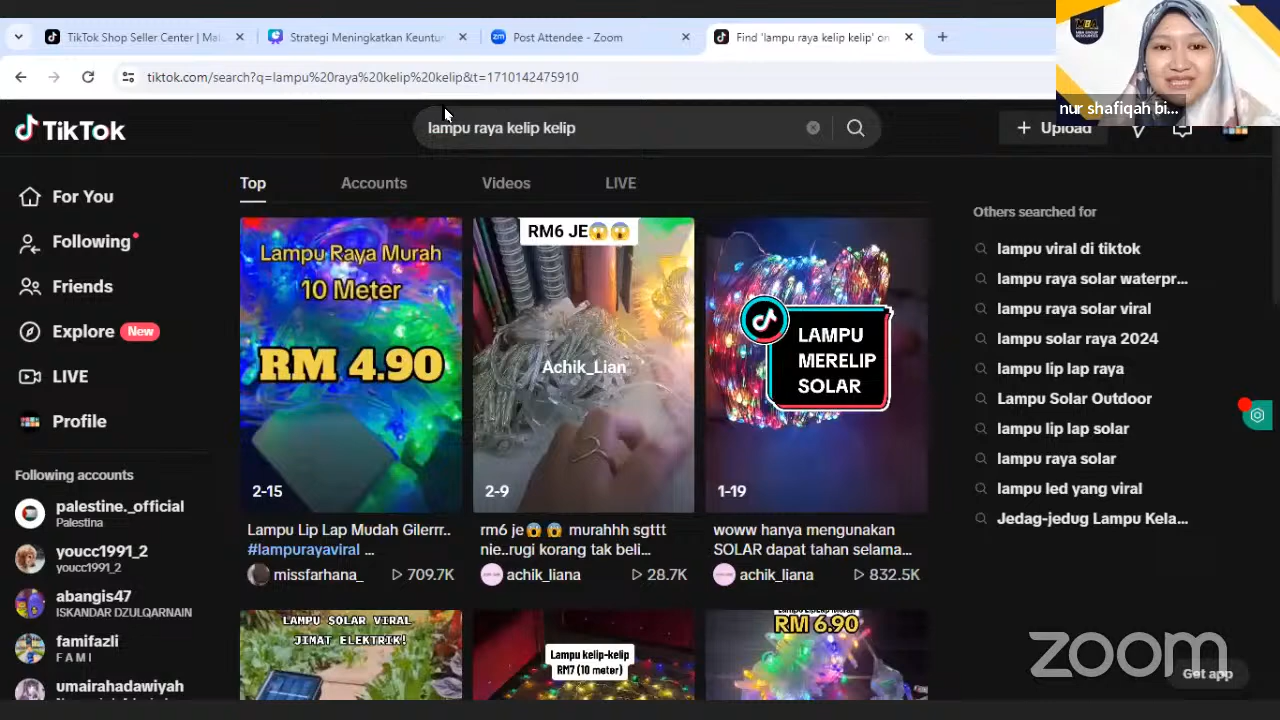 TikTok Shop Seller Center | Mal
Strategi Meningkatkan Keuntun
Post Attendee - Zoom
Find 'lampu raya kelip kelip' on
tiktok.com/search?q=lampu%20raya%20kelip%20kelip&t=1710142475910
MBA
nur shafiqah bi...
TikTok
lampu raya kelip kelip
Upload
For You
Following
Friends
Explore New
LIVE
Profile
Following accounts
palestine._official
Palestina
youcc1991_2
youcc1991_2
abangis47
ISKANDAR DZULQARNAIN
famifazli
F A M I
umairahadawiyah
Top
Accounts
Videos
LIVE
Lampu Raya Murah
10 Meter
RM 4.90
2-15
Lampu Lip Lap Mudah Gilerrr..
#lampurayaviral ...
missfarhana_
709.7K
RM6 JE😱😱
Achik_Lian
2-9
rm6 je😱😱 murahhh sgttt
nie..rugi korang tak beli...
achik_liana
28.7K
LAMPU
MERELIP
SOLAR
1-19
woww hanya mengunakan
SOLAR dapat tahan selama...
achik_liana
832.5K
LAMPU SOLAR VIRAL
JIMAT ELEKTRIK!
Lampu kelip-kelip
RM7 (10 meter)
RM 6.90
Others searched for
lampu viral di tiktok
lampu raya solar waterpr...
lampu raya solar viral
lampu solar raya 2024
lampu lip lap raya
Lampu Solar Outdoor
lampu lip lap solar
lampu raya solar
lampu led yang viral
Jedag-jedug Lampu Kela...
zoom
Get app